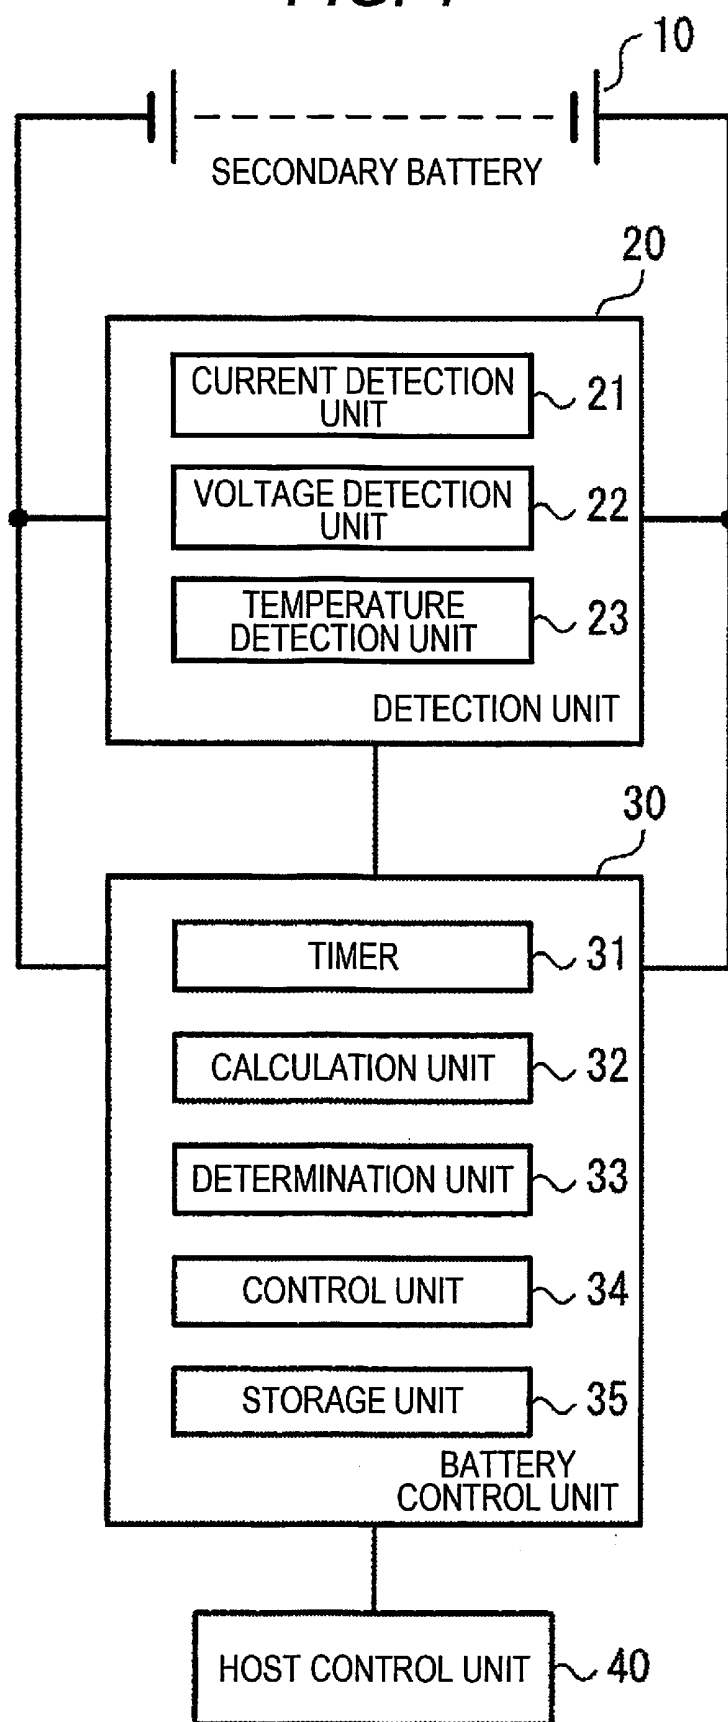 10
SECONDARY BATTERY
20
CURRENT DETECTION
UNIT
21
VOLTAGE DETECTION
UNIT
22
TEMPERATURE
DETECTION UNIT
23
DETECTION UNIT
30
TIMER
31
CALCULATION UNIT
32
DETERMINATION UNIT
33
CONTROL UNIT
34
STORAGE UNIT
35
BATTERY
CONTROL UNIT
HOST CONTROL UNIT
40